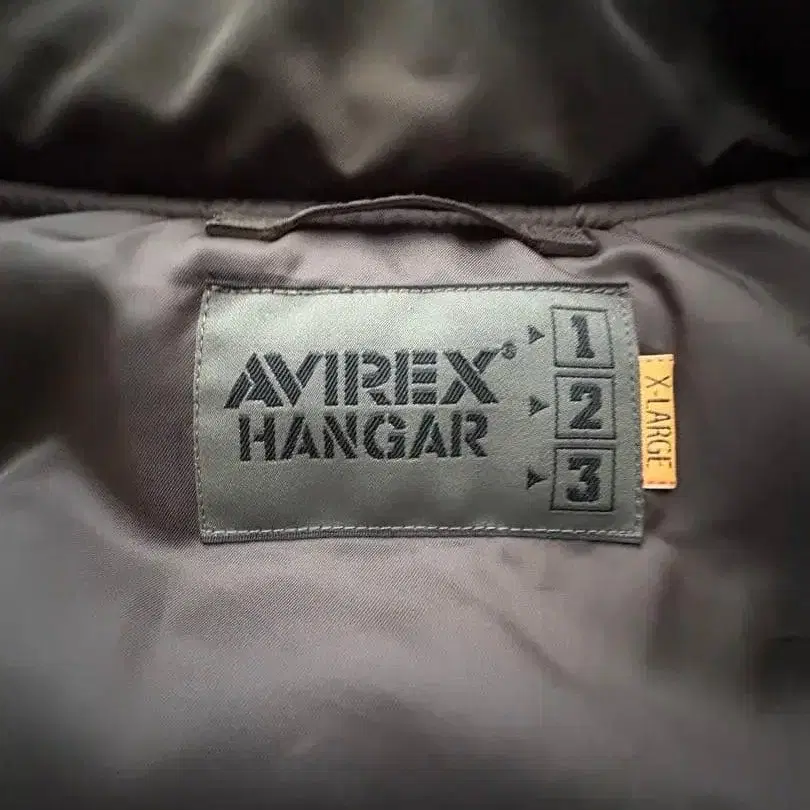 AVIREX®
HANGAR
1
2
3
X-LARGE